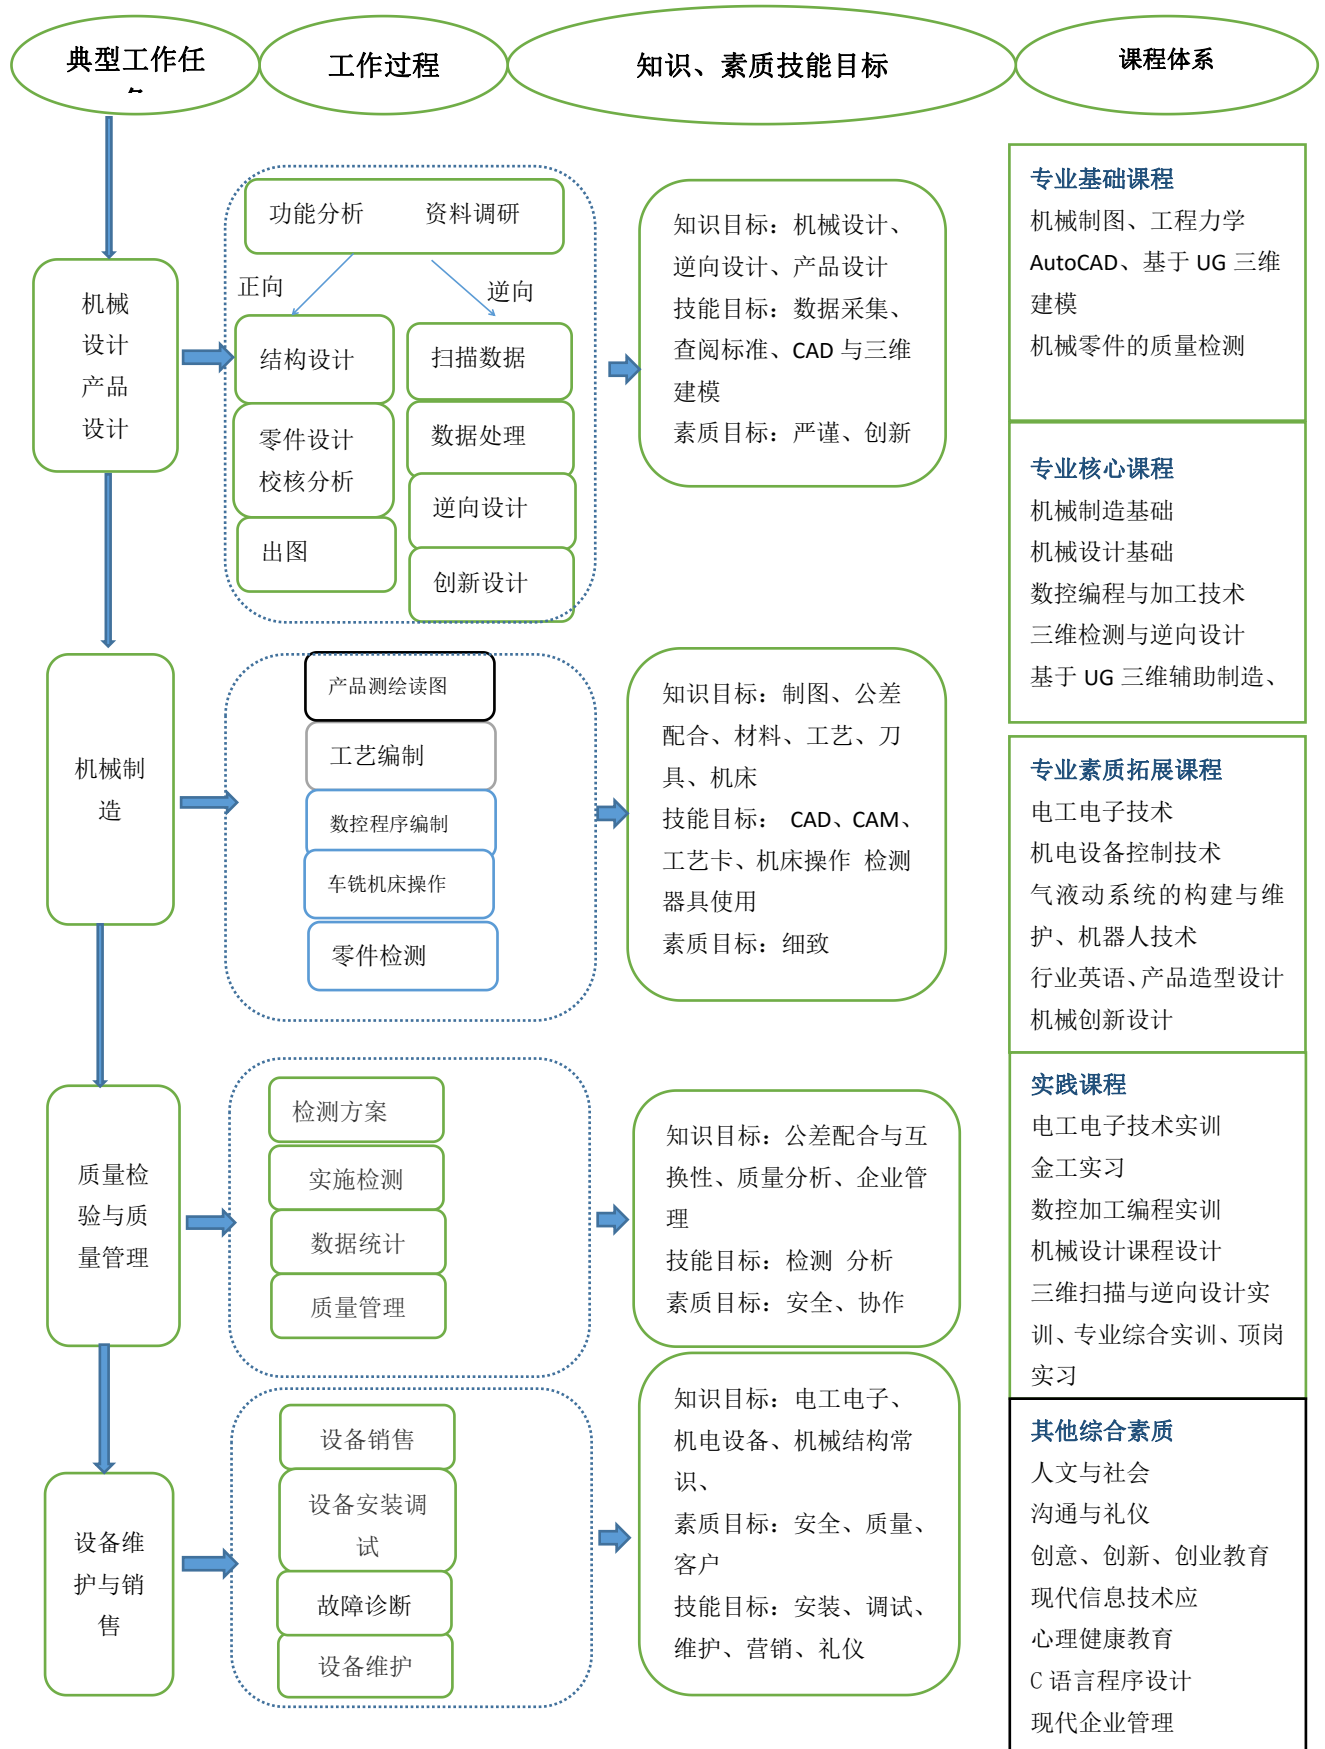 典型工作任
工作过程
知识、素质技能目标
课程体系
机械
设计
产品
设计
功能分析 资料调研
正向
逆向
结构设计
零件设计
校核分析
出图
扫描数据
数据处理
逆向设计
创新设计
知识目标：机械设计、
逆向设计、产品设计
技能目标：数据采集、
查阅标准、CAD 与三维
建模
素质目标：严谨、创新
机械制
造
产品测绘读图
工艺编制
数控程序编制
车铣机床操作
零件检测
知识目标：制图、公差
配合、材料、工艺、刀
具、机床
技能目标： CAD、CAM、
工艺卡、机床操作 检测
器具使用
素质目标：细致
质量检
验与质
量管理
检测方案
实施检测
数据统计
质量管理
知识目标：公差配合与互
换性、质量分析、企业管
理
技能目标：检测 分析
素质目标：安全、协作
设备维
护与销
售
设备销售
设备安装调
试
故障诊断
设备维护
知识目标：电工电子、
机电设备、机械结构常
识、
素质目标：安全、质量、
客户
技能目标：安装、调试、
维护、营销、礼仪
专业基础课程
机械制图、工程力学
AutoCAD、基于 UG 三维
建模
机械零件的质量检测
专业核心课程
机械制造基础
机械设计基础
数控编程与加工技术
三维检测与逆向设计
基于 UG 三维辅助制造、
专业素质拓展课程
电工电子技术
机电设备控制技术
气液动系统的构建与维
护、机器人技术
行业英语、产品造型设计
机械创新设计
实践课程
电工电子技术实训
金工实习
数控加工编程实训
机械设计课程设计
三维扫描与逆向设计实
训、专业综合实训、顶岗
实习
其他综合素质
人文与社会
沟通与礼仪
创意、创新、创业教育
现代信息技术应
心理健康教育
C 语言程序设计
现代企业管理